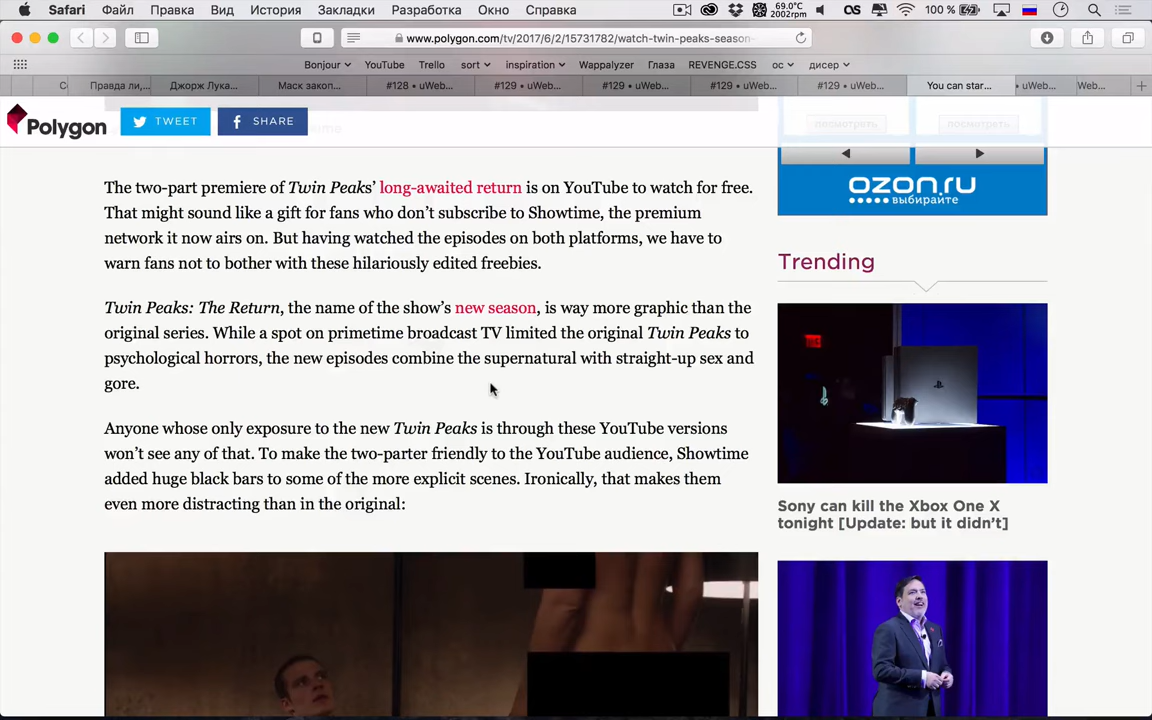 Safari Файл Правка Вид История Закладки Разработка Окно Справка
69.0°C
2002rpm
100 %
www.polygon.com/tv/2017/6/2/15731782/watch-twin-peaks-season-
Bonjour YouTube Trello sort inspiration Wappalyzer Глаза REVENGE.CSS ос дисер
Правда ли,... Джорж Лука... Маск закоп... #128 • uWeb... #129 • uWeb... #129 • uWeb... #129 • uWeb... #129 • uWeb... You can star... • uWeb... Web...
Polygon
TWEET
SHARE
посмотреть
посмотреть
The two-part premiere of Twin Peaks’ long-awaited return is on YouTube to watch for free.
That might sound like a gift for fans who don’t subscribe to Showtime, the premium
network it now airs on. But having watched the episodes on both platforms, we have to
warn fans not to bother with these hilariously edited freebies.
Twin Peaks: The Return, the name of the show’s new season, is way more graphic than the
original series. While a spot on primetime broadcast TV limited the original Twin Peaks to
psychological horrors, the new episodes combine the supernatural with straight-up sex and
gore.
Anyone whose only exposure to the new Twin Peaks is through these YouTube versions
won’t see any of that. To make the two-parter friendly to the YouTube audience, Showtime
added huge black bars to some of the more explicit scenes. Ironically, that makes them
even more distracting than in the original:
ozon.ru
выбирайте
Trending
Sony can kill the Xbox One X
tonight [Update: but it didn’t]